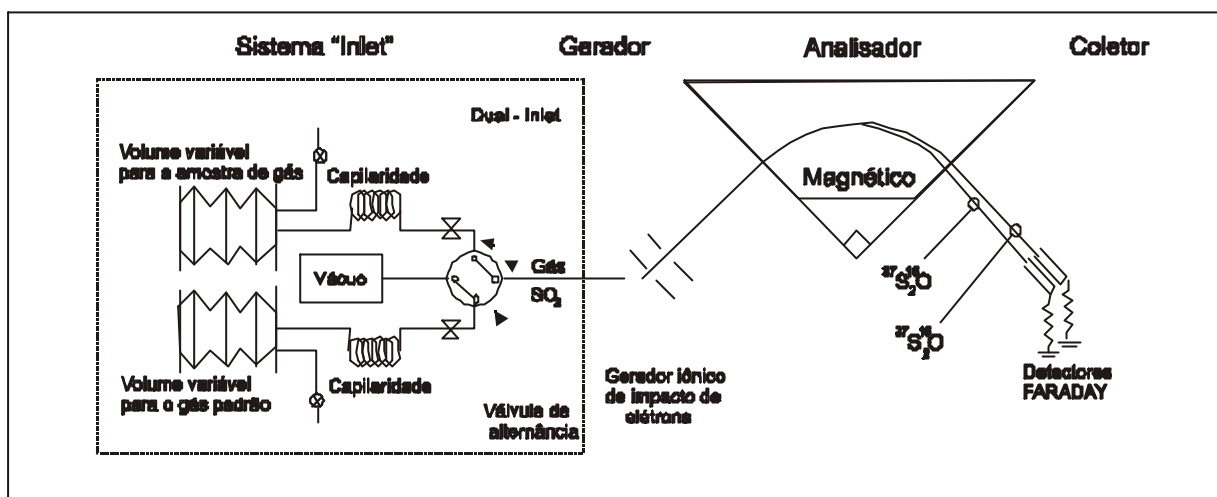 Sistema "Inlet"
Gerador
Analisador
Coletor
Dual - Inlet
Volume variável
para a amostra de gás
Capilaridade
Magnético
Vácuo
Gás
SO₂
Volume variável
para o gás padrão
Capilaridade
Válvula de
alternância
Gerador iônico
de impacto de
elétrons
Detectores
FARADAY